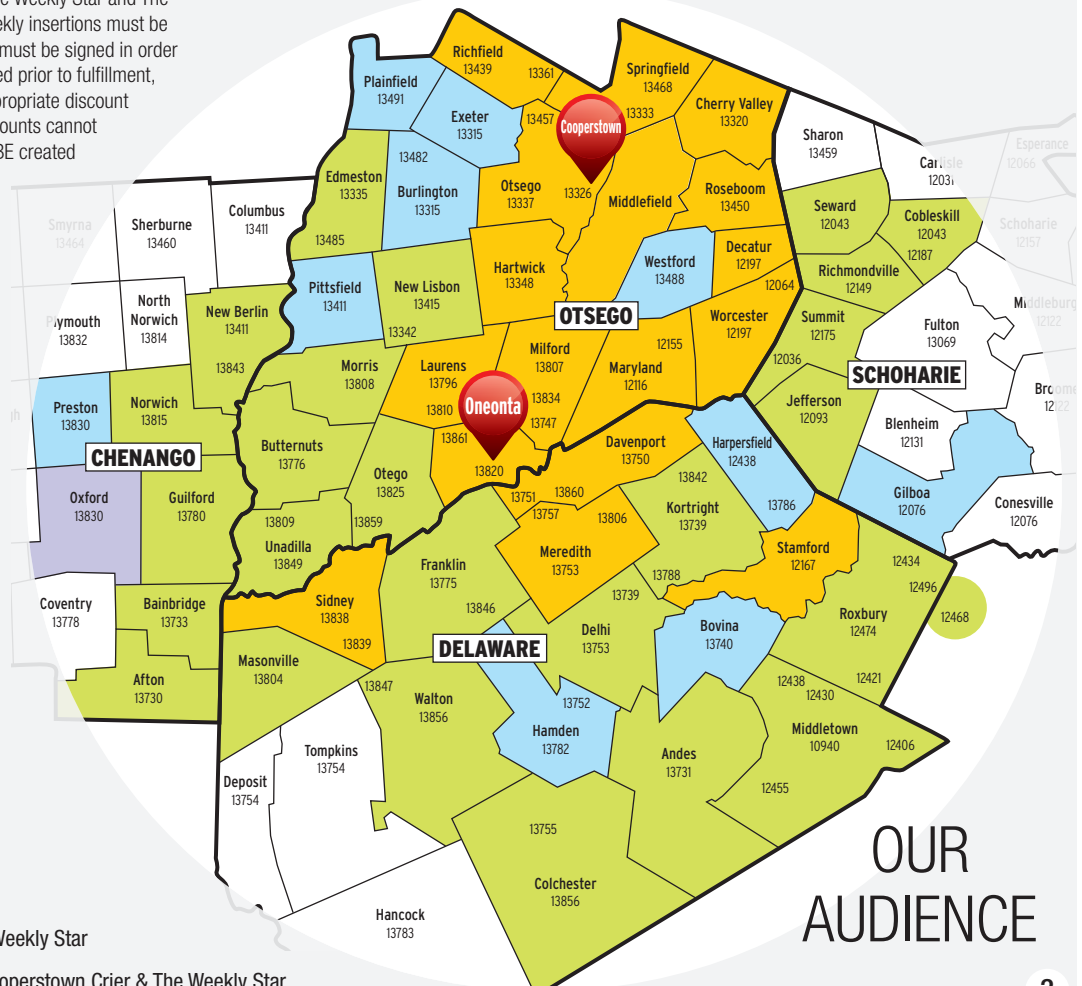 Weekly Star and The
ekly insertions must be
must be signed in order
ed prior to fulfillment,
propriate discount
ounts cannot
BE created
Richfield
13439
13361
Springfield
13468
13333
Cherry Valley
13320
Plainfield
13491
Exeter
13315
13457
Cooperstown
Sharon
13459
Carlisle
12031
Esperance
12066
Edmeston
13335
13482
Burlington
13315
Otsego
13337
13326
Middlefield
Roseboom
13450
Seward
12043
Cobleskill
12043
12187
Schoharie
12157
Smyrna
13464
Sherburne
13460
Columbus
13411
13485
Hartwick
13348
Westford
13488
Decatur
12197
12064
Richmondville
12149
Pittsfield
13411
New Lisbon
13415
13342
OTSEGO
Worcester
12197
Summit
12175
Fulton
13069
Middleburg
12122
Plymouth
13832
North
Norwich
13814
New Berlin
13411
13843
Morris
13808
Laurens
13796
13810
Milford
13807
13834
13747
12155
Maryland
12116
12036
SCHOHARIE
Jefferson
12093
Broome
12122
Blenheim
12131
Preston
13830
Norwich
13815
CHENANGO
Butternuts
13776
Oneonta
13861
13820
Otego
13825
Davenport
13750
Harpersfield
12438
Gilboa
12076
Conesville
12076
Oxford
13830
Guilford
13780
13809
13859
Unadilla
13849
13751
13860
13757
13806
13842
Kortright
13739
13786
Meredith
13753
Stamford
12167
12434
12496
12468
Franklin
13775
13846
13788
13739
Coventry
13778
Bainbridge
13733
Sidney
13838
13839
Delhi
13753
Bovina
13740
Roxbury
12474
12421
DELAWARE
Masonville
13804
Afton
13730
13847
Walton
13856
13752
Hamden
13782
12438
12430
Middletown
10940
12406
Tompkins
13754
Deposit
13754
Andes
13731
12455
13755
Colchester
13856
Hancock
13783
OUR
AUDIENCE
Weekly Star
operstown Crier & The Weekly Star